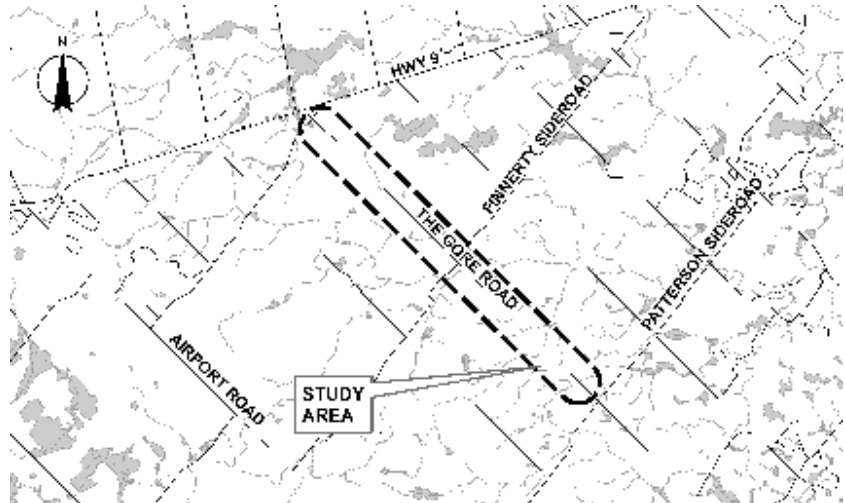 N
HWY 9
FINNERTY SIDEROAD
THE GORE ROAD
PATTERSON SIDEROAD
AIRPORT ROAD
STUDY
AREA